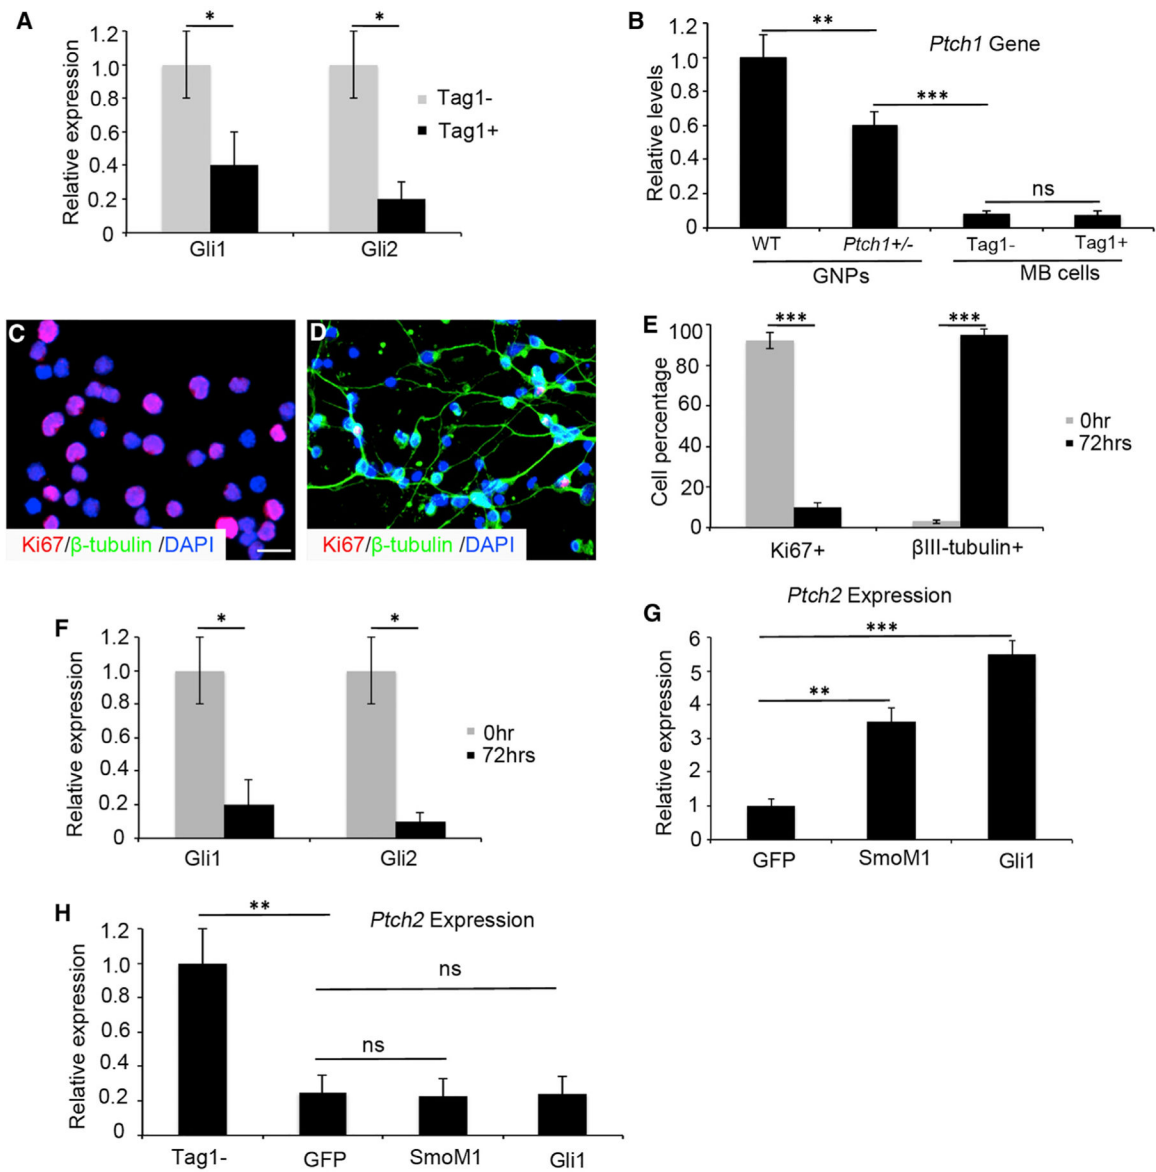 A
*
*
1.2
1.0
0.8
0.6
0.4
0.2
0
Relative expression
Tag1-
Tag1+
Gli1
Gli2
B
**
Ptch1 Gene
***
ns
1.2
1.0
0.8
0.6
0.4
0.2
0
Relative levels
WT
Ptch1+/-
Tag1-
Tag1+
GNPs
MB cells
C
Ki67/β-tubulin /DAPI
D
Ki67/β-tubulin /DAPI
E
***
***
100
80
60
40
20
0
Cell percentage
0hr
72hrs
Ki67+
βIII-tubulin+
F
*
*
1.2
1.0
0.8
0.6
0.4
0.2
0
Relative expression
0hr
72hrs
Gli1
Gli2
Ptch2 Expression
G
***
**
6
5
4
3
2
1
0
Relative expression
GFP
SmoM1
Gli1
H
**
Ptch2 Expression
ns
ns
1.2
1.0
0.8
0.6
0.4
0.2
0
Relative expression
Tag1-
GFP
SmoM1
Gli1